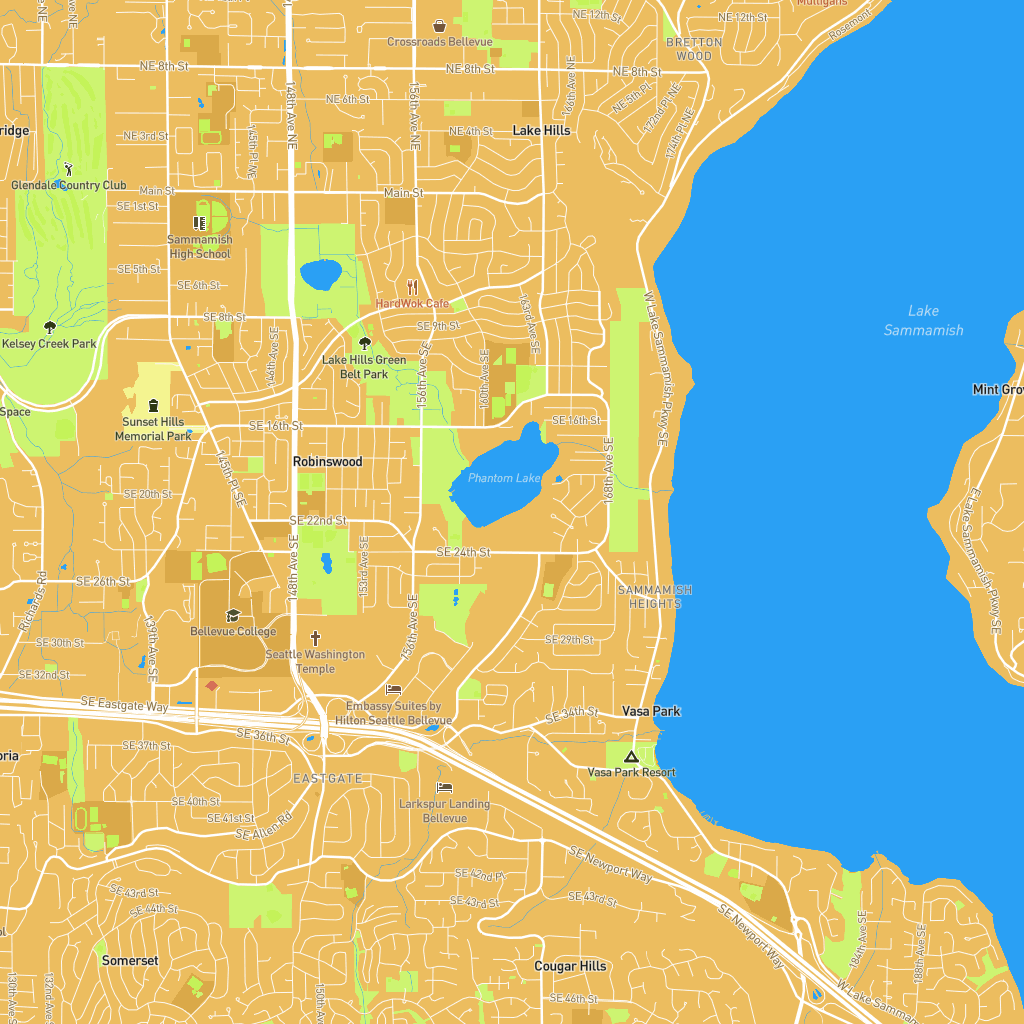 Mulligans
NE 12th St
NE 12th St
Rosemont
Crossroads Bellevue
BRETTON
WOOD
NE 8th St
NE 8th St
NE 8th St
148th Ave NE
156th Ave NE
166th Ave NE
NE 5th Pl
172nd Pl NE
174th Pl NE
NE 6th St
NE 3rd St
145th Pl NE
NE 4th St
Lake Hills
Glendale Country Club
Main St
Main St
SE 1st St
Sammamish
High School
SE 5th St
SE 6th St
HardWok Cafe
163rd Ave SE
W Lake Sammamish Pkwy SE
Lake
Sammamish
SE 8th St
SE 9th St
Kelsey Creek Park
146th Ave SE
Lake Hills Green
Belt Park
156th Ave SE
160th Ave SE
Space
Sunset Hills
Memorial Park
SE 16th St
SE 16th St
Robinswood
145th Pl SE
Phantom Lake
168th Ave SE
SE 20th St
SE 22nd St
SE 24th St
148th Ave SE
153rd Ave SE
E Lake Sammamish Pkwy SE
SE 26th St
Richards Rd
139th Ave SE
Bellevue College
SAMMAMISH
HEIGHTS
SE 30th St
SE 29th St
156th Ave SE
Seattle Washington
Temple
SE 32nd St
SE Eastgate Way
Embassy Suites by
Hilton Seattle Bellevue
SE 34th St
Vasa Park
SE 36th St
SE 37th St
EASTGATE
Vasa Park Resort
Larkspur Landing
Bellevue
SE 40th St
SE 41st St
SE Allen Rd
SE Newport Way
SE 42nd Pl
SE 43rd St
SE 43rd St
SE 43rd St
SE 44th St
SE Newport Way
184th Ave SE
188th Ave SE
Somerset
Cougar Hills
130th Ave S
132nd Ave S
150th Ave S
SE 46th St
W Lake Samma